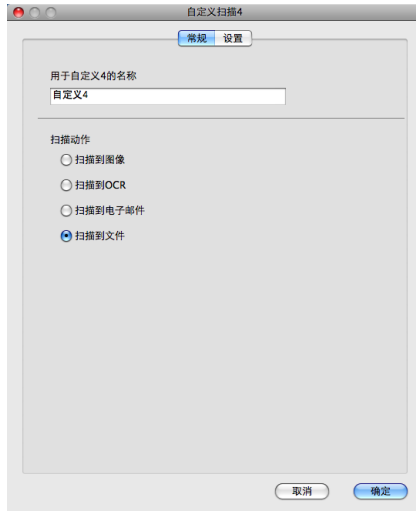 自定义扫描4
常规 设置
用于自定义4的名称
自定义4
扫描动作
扫描到图像
扫描到OCR
扫描到电子邮件
扫描到文件
取消 确定